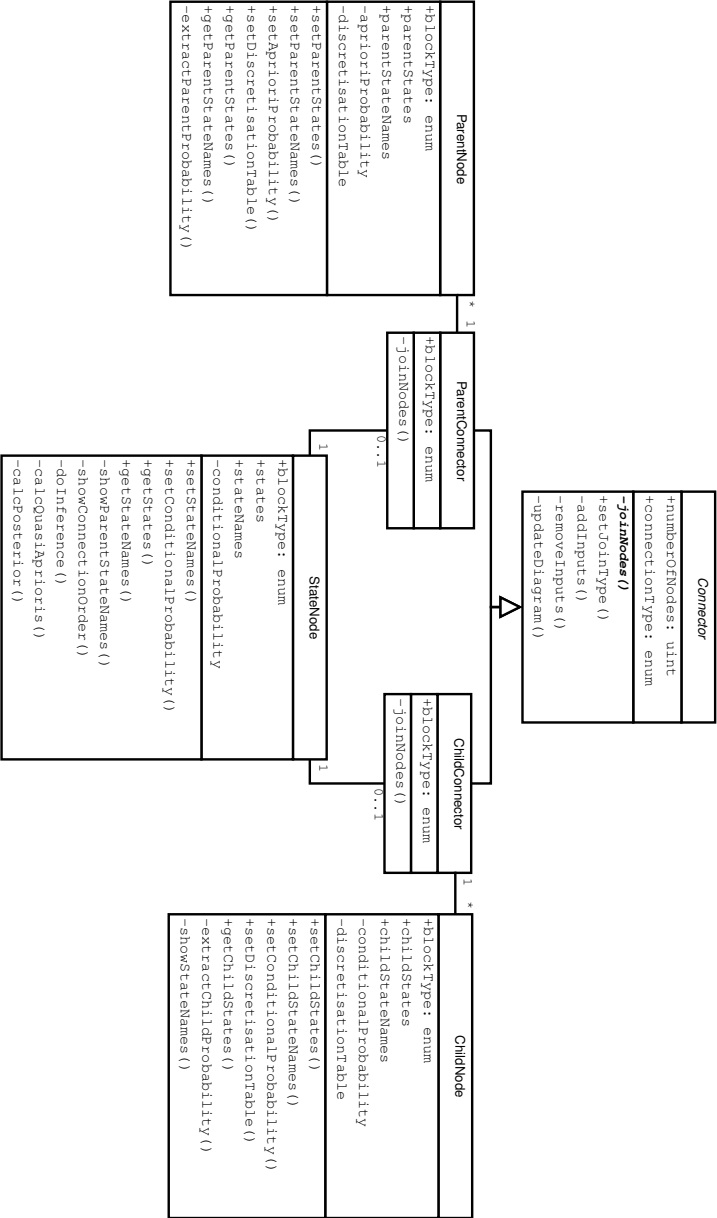 Connector
+numberOfNodes: uint
+connectionType: enum
-joinNodes()
+setJoinType()
-addInputs()
-removeInputs()
-updateDiagram()
ParentNode
+blockType: enum
+parentStates
+parentStateNames
-aprioriProbability
-discretisationTable
+setParentStates()
+setParentStateNames()
+setAprioriProbability()
+setDiscretisationTable()
+getParentStates()
+getParentStateNames()
-extractParentProbability()
*
1
ParentConnector
+blockType: enum
-joinNodes()
0..1
1
ChildConnector
+blockType: enum
-joinNodes()
0..1
1
1
*
ChildNode
+blockType: enum
+childStates
+childStateNames
-conditionalProbability
-discretisationTable
+setChildStates()
+setChildStateNames()
+setConditionalProbability()
+setDiscretisationTable()
+getChildStates()
-extractChildProbability()
-showStateNames()
StateNode
+blockType: enum
+states
+stateNames
-conditionalProbability
+setStateNames()
+setConditionalProbability()
+getStates()
+getStateNames()
-showParentStateNames()
-showConnectionOrder()
-doInference()
-calcQuasiAprioris()
-calcPosterior()